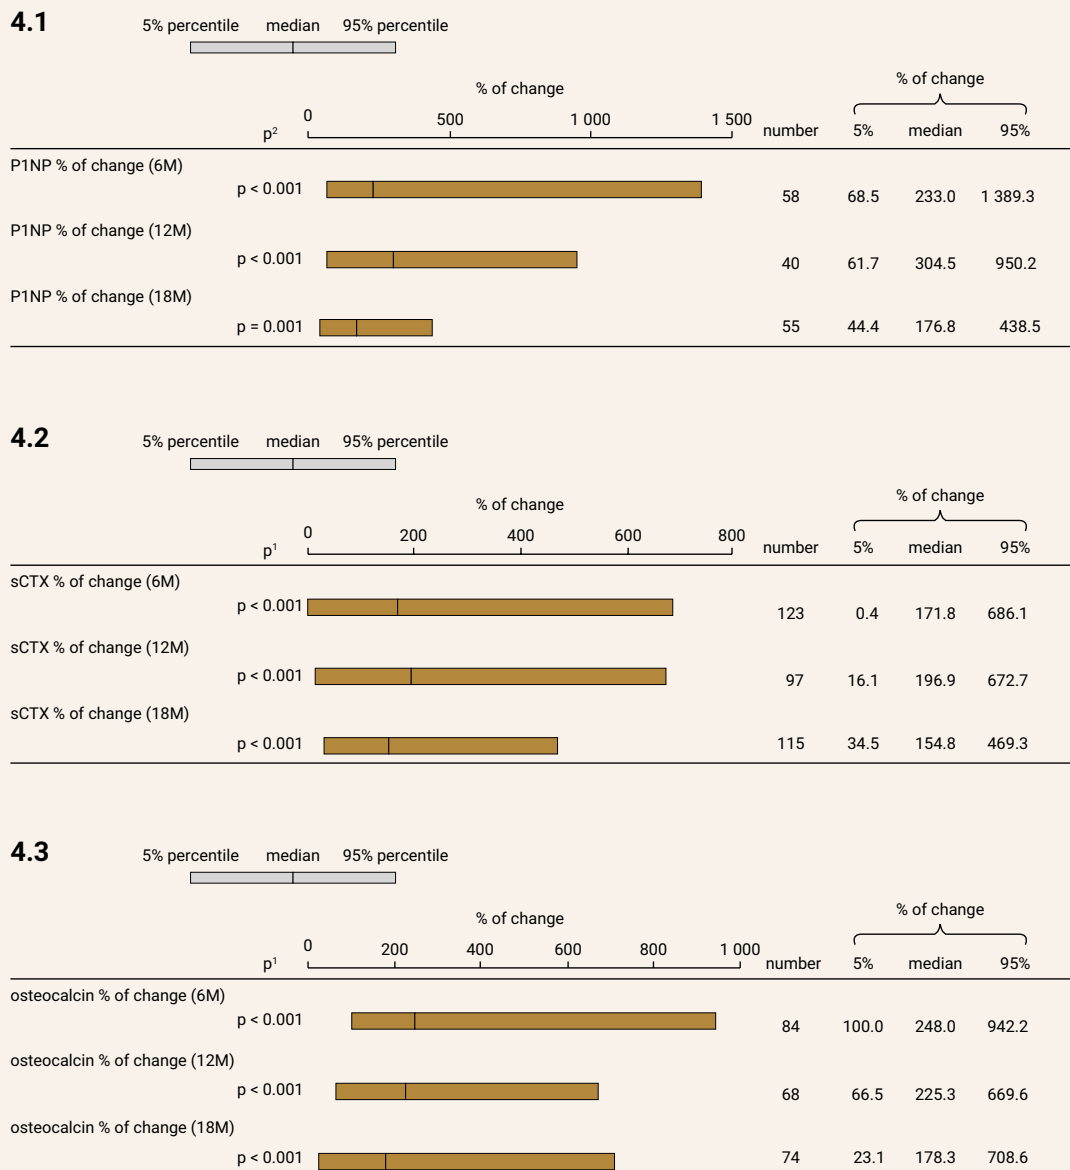 4.1
5% percentile median 95% percentile
% of change
% of change
0 500 1 000 1 500
p² number 5% median 95%
P1NP % of change (6M)
p < 0.001 58 68.5 233.0 1 389.3
P1NP % of change (12M)
p < 0.001 40 61.7 304.5 950.2
P1NP % of change (18M)
p = 0.001 55 44.4 176.8 438.5
4.2
5% percentile median 95% percentile
% of change
% of change
0 200 400 600 800
p¹ number 5% median 95%
sCTX % of change (6M)
p < 0.001 123 0.4 171.8 686.1
sCTX % of change (12M)
p < 0.001 97 16.1 196.9 672.7
sCTX % of change (18M)
p < 0.001 115 34.5 154.8 469.3
4.3
5% percentile median 95% percentile
% of change
% of change
0 200 400 600 800 1 000
p¹ number 5% median 95%
osteocalcin % of change (6M)
p < 0.001 84 100.0 248.0 942.2
osteocalcin % of change (12M)
p < 0.001 68 66.5 225.3 669.6
osteocalcin % of change (18M)
p < 0.001 74 23.1 178.3 708.6